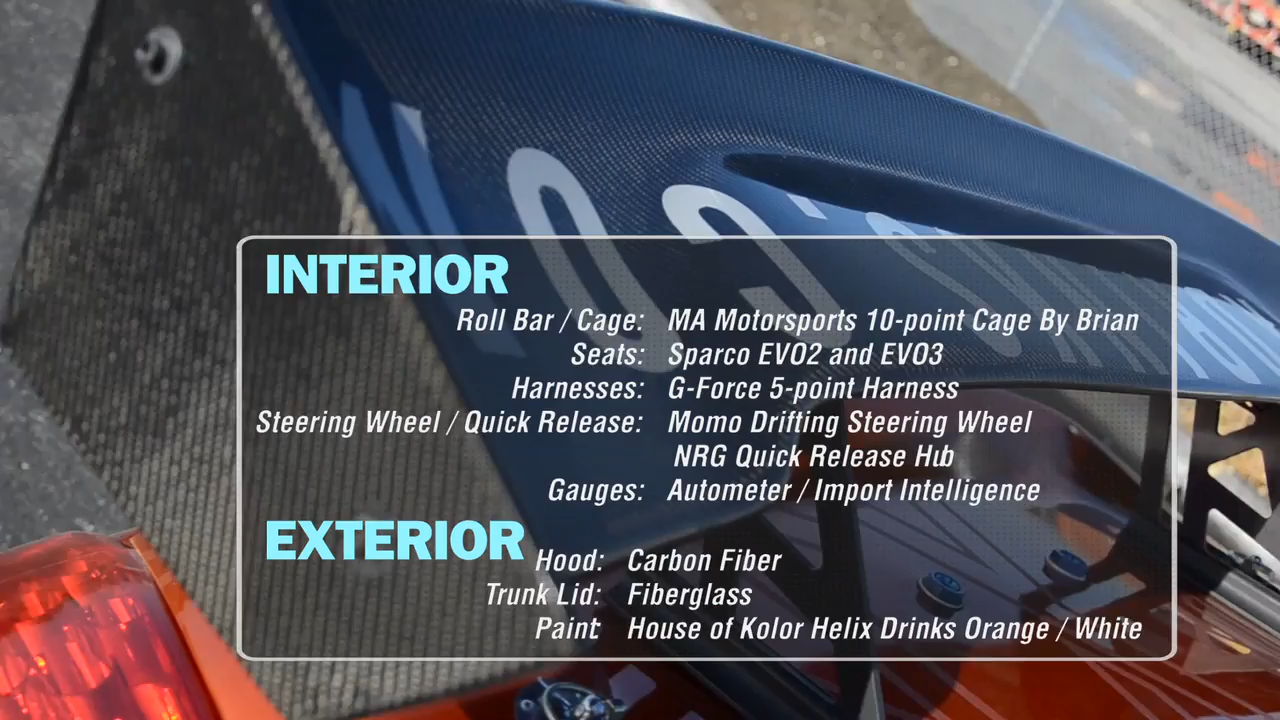 INTERIOR
Roll Bar / Cage: MA Motorsports 10-point Cage By Brian
Seats: Sparco EVO2 and EVO3
Harnesses: G-Force 5-point Harness
Steering Wheel / Quick Release: Momo Drifting Steering Wheel
NRG Quick Release Hub
Gauges: Autometer / Import Intelligence
EXTERIOR
Hood: Carbon Fiber
Trunk Lid: Fiberglass
Paint: House of Kolor Helix Drinks Orange / White